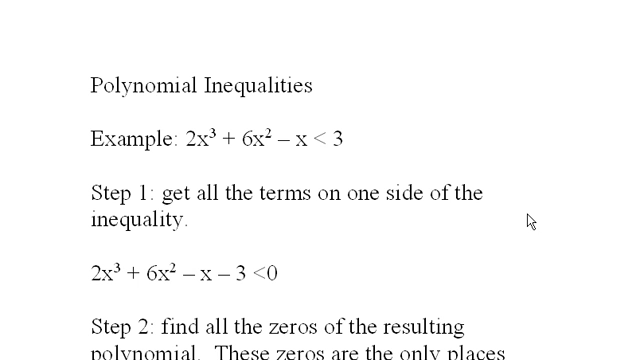 Polynomial Inequalities
Example: 2x³ + 6x² – x < 3
Step 1: get all the terms on one side of the
inequality.
2x³ + 6x² – x – 3 <0
Step 2: find all the zeros of the resulting
polynomial. These zeros are the only places